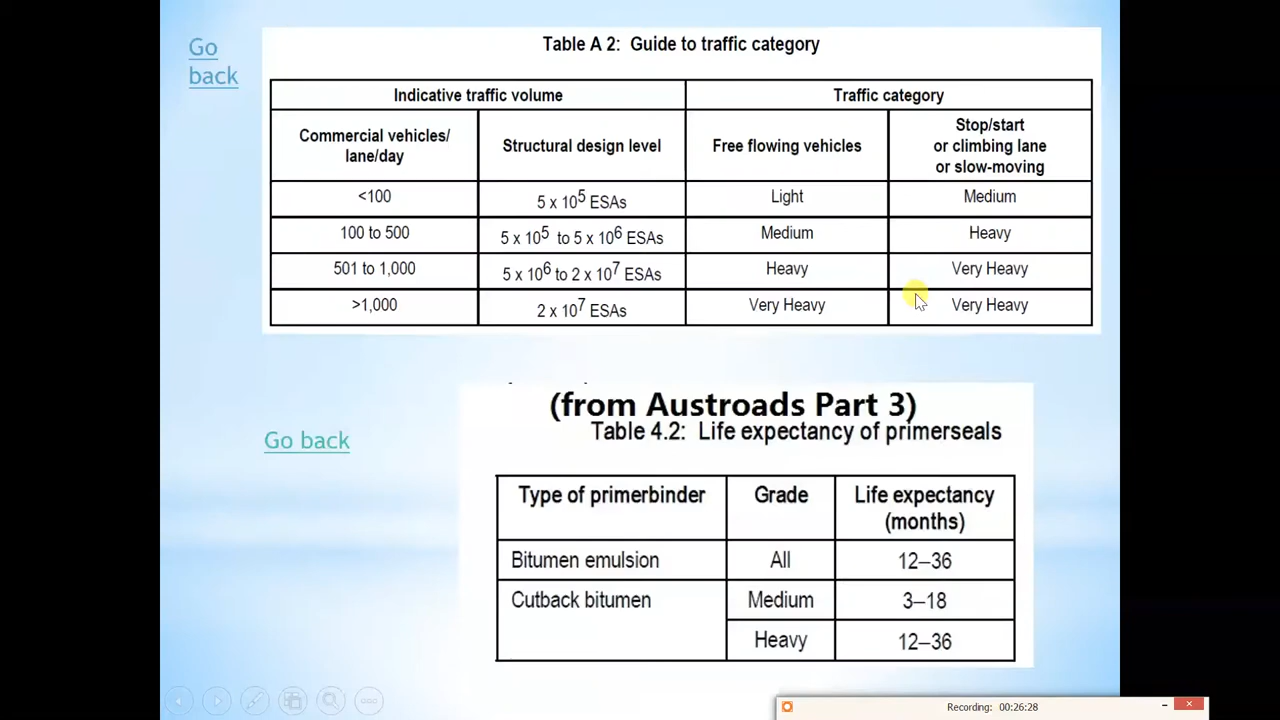 Go
back
Table A 2: Guide to traffic category
Indicative traffic volume Traffic category
Commercial vehicles/
lane/day
Structural design level
Free flowing vehicles
Stop/start
or climbing lane
or slow-moving
<100 5 x 10⁵ ESAs Light Medium
100 to 500 5 x 10⁵ to 5 x 10⁶ ESAs Medium Heavy
501 to 1,000 5 x 10⁶ to 2 x 10⁷ ESAs Heavy Very Heavy
>1,000 2 x 10⁷ ESAs Very Heavy Very Heavy
(from Austroads Part 3)
Table 4.2: Life expectancy of primerseals
Go back
Type of primerbinder Grade Life expectancy
(months)
Bitumen emulsion All 12–36
Cutback bitumen Medium 3–18
Heavy 12–36
Recording: 00:26:28